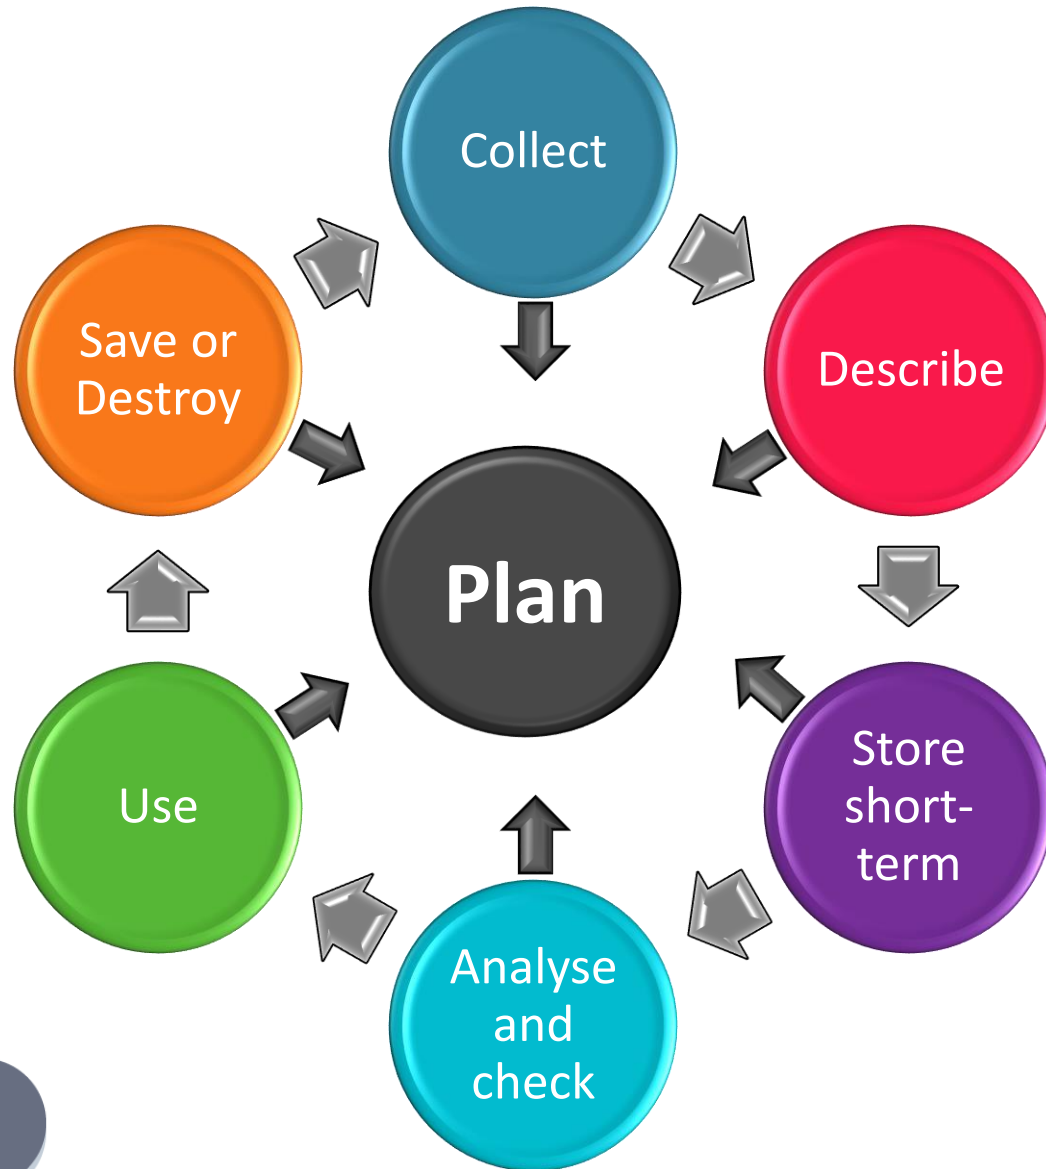 Collect
Describe
Store
short-
term
Analyse
and
check
Use
Save or
Destroy
Plan